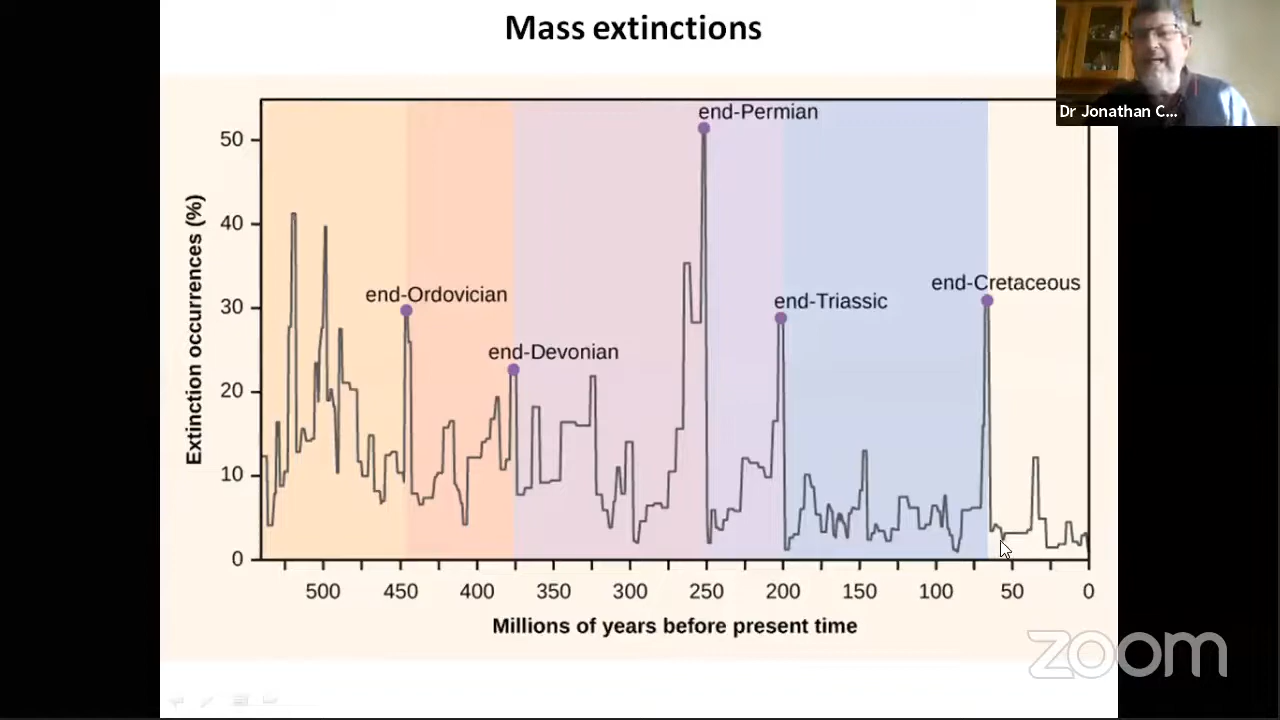 Mass extinctions
Dr Jonathan C...
end-Permian
50
40
end-Ordovician
30
end-Cretaceous
end-Triassic
end-Devonian
20
10
0
Extinction occurrences (%)
500 450 400 350 300 250 200 150 100 50 0
Millions of years before present time
zoom